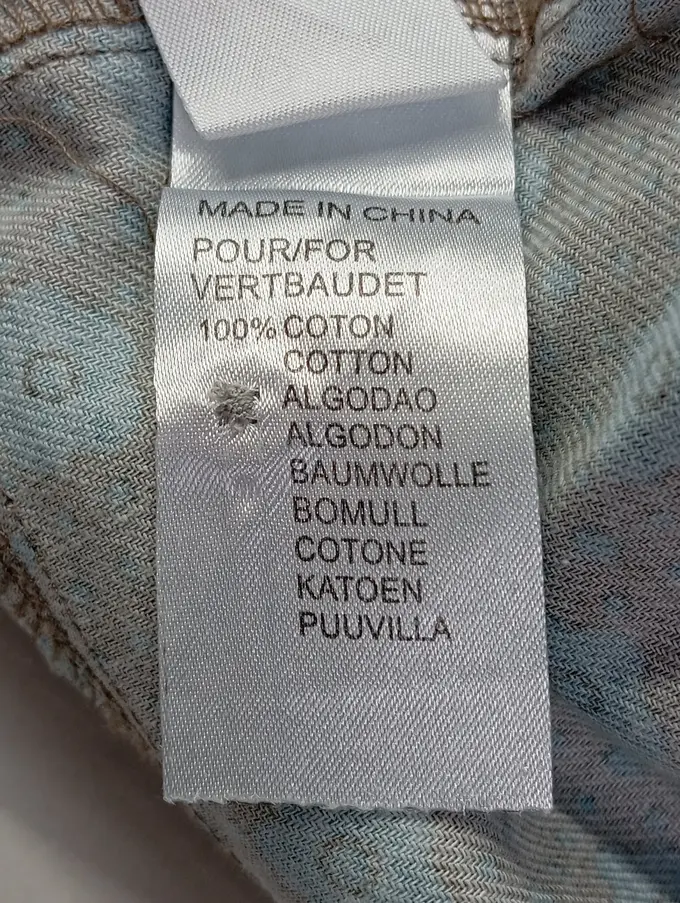 MADE IN CHINA
POUR/FOR
VERTBAUDET
100% COTON
COTTON
ALGODAO
ALGODON
BAUMWOLLE
BOMULL
COTONE
KATOEN
PUUVILLA